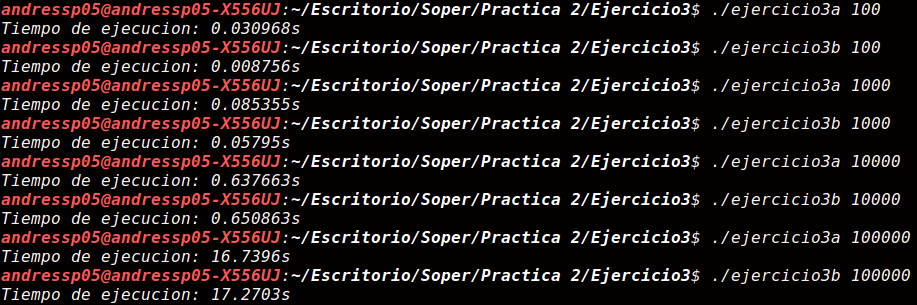 andressp05@andressp05-X556UJ:~/Escritorio/Soper/Practica 2/Ejercicio3$ ./ejercicio3a 100
Tiempo de ejecucion: 0.030968s
andressp05@andressp05-X556UJ:~/Escritorio/Soper/Practica 2/Ejercicio3$ ./ejercicio3b 100
Tiempo de ejecucion: 0.008756s
andressp05@andressp05-X556UJ:~/Escritorio/Soper/Practica 2/Ejercicio3$ ./ejercicio3a 1000
Tiempo de ejecucion: 0.085355s
andressp05@andressp05-X556UJ:~/Escritorio/Soper/Practica 2/Ejercicio3$ ./ejercicio3b 1000
Tiempo de ejecucion: 0.05795s
andressp05@andressp05-X556UJ:~/Escritorio/Soper/Practica 2/Ejercicio3$ ./ejercicio3a 10000
Tiempo de ejecucion: 0.637663s
andressp05@andressp05-X556UJ:~/Escritorio/Soper/Practica 2/Ejercicio3$ ./ejercicio3b 10000
Tiempo de ejecucion: 0.650863s
andressp05@andressp05-X556UJ:~/Escritorio/Soper/Practica 2/Ejercicio3$ ./ejercicio3a 100000
Tiempo de ejecucion: 16.7396s
andressp05@andressp05-X556UJ:~/Escritorio/Soper/Practica 2/Ejercicio3$ ./ejercicio3b 100000
Tiempo de ejecucion: 17.2703s